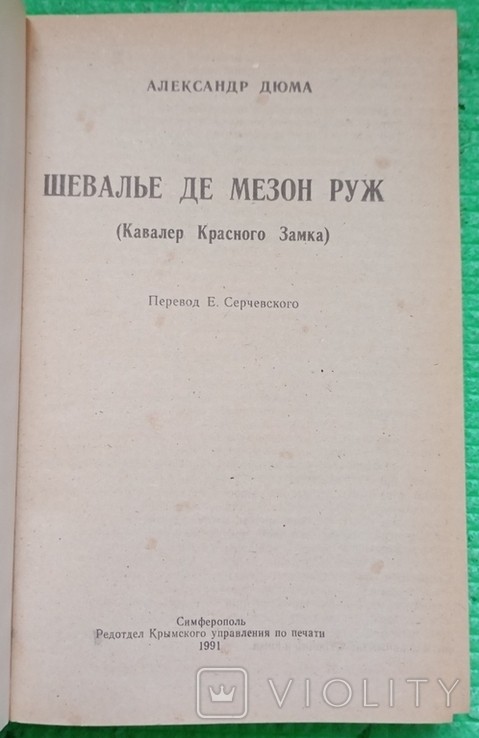 АЛЕКСАНДР ДЮМА
ШЕВАЛЬЕ ДЕ МЕЗОН РУЖ
(Кавалер Красного Замка)
Перевод Е. Серчевского
Симферополь
Редотдел Крымского управления по печати
1991
VIOLITY